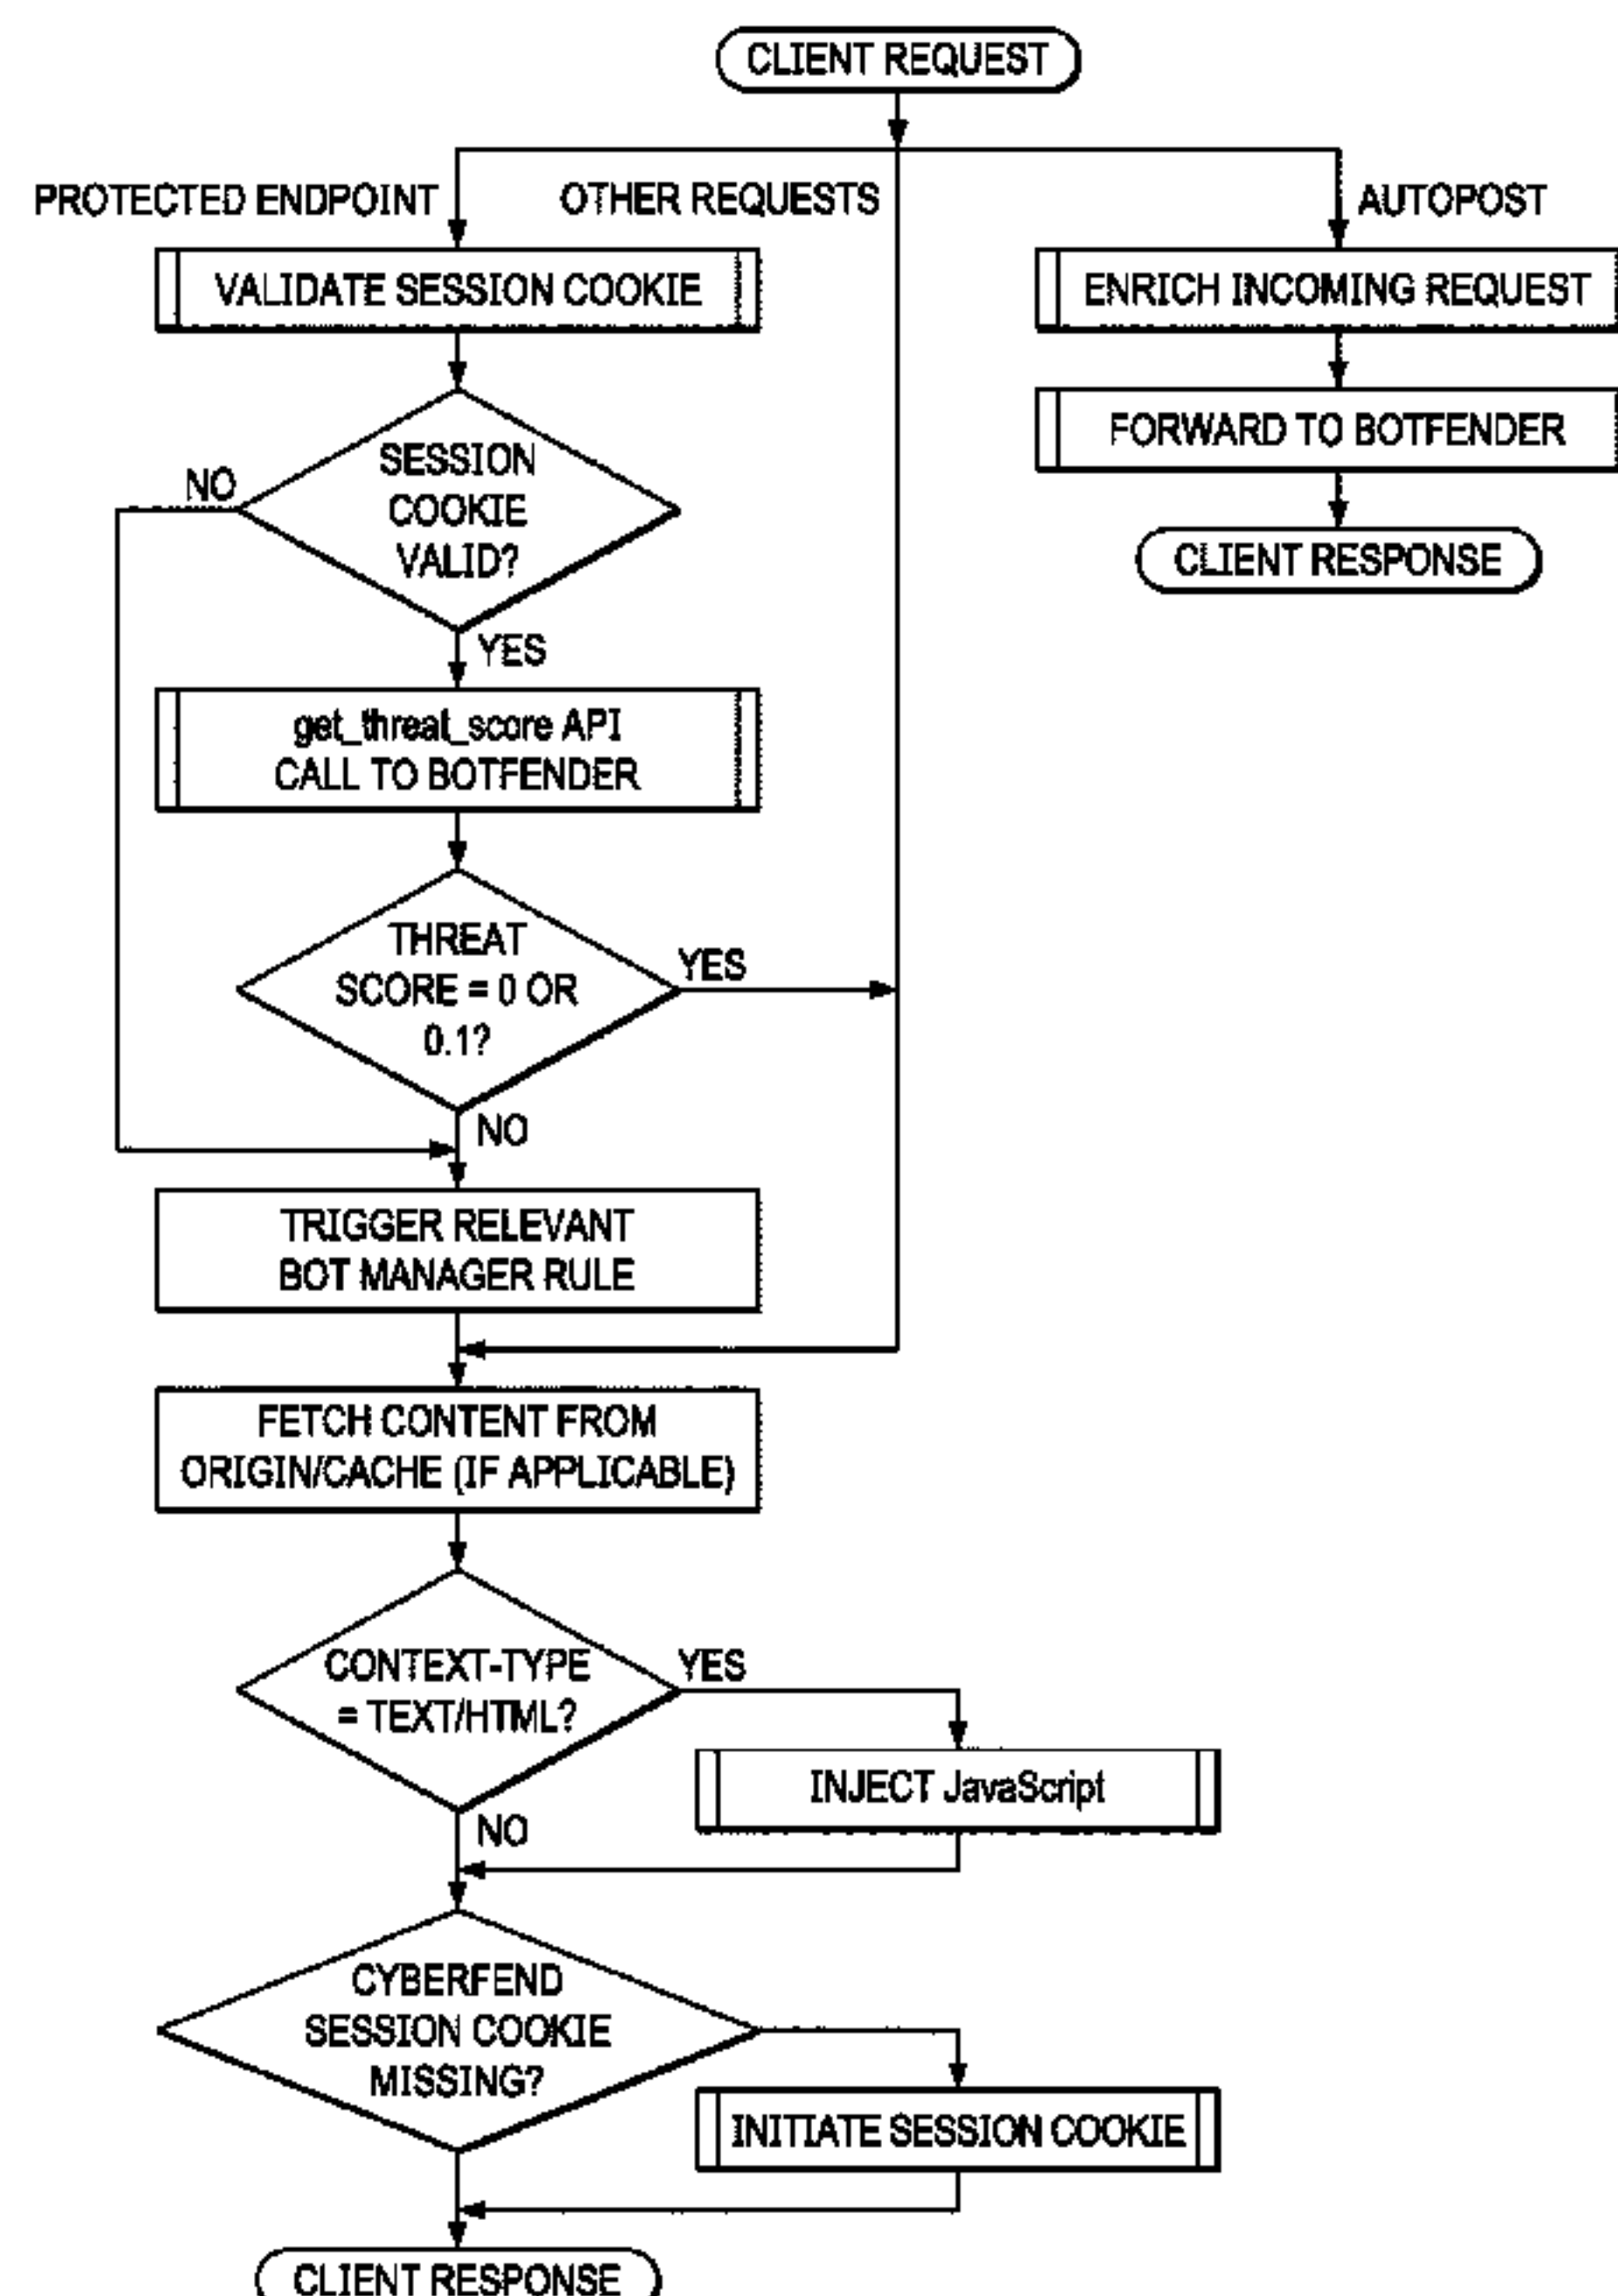 CLIENT REQUEST
PROTECTED ENDPOINT
OTHER REQUESTS
AUTOPOST
VALIDATE SESSION COOKIE
ENRICH INCOMING REQUEST
FORWARD TO BOTFENDER
CLIENT RESPONSE
SESSION
COOKIE
VALID?
NO
YES
get_threat_score API
CALL TO BOTFENDER
THREAT
SCORE = 0 OR
0.1?
YES
NO
TRIGGER RELEVANT
BOT MANAGER RULE
FETCH CONTENT FROM
ORIGIN/CACHE (IF APPLICABLE)
CONTEXT-TYPE
= TEXT/HTML?
YES
INJECT JavaScript
NO
CYBERFEND
SESSION COOKIE
MISSING?
INITIATE SESSION COOKIE
CLIENT RESPONSE